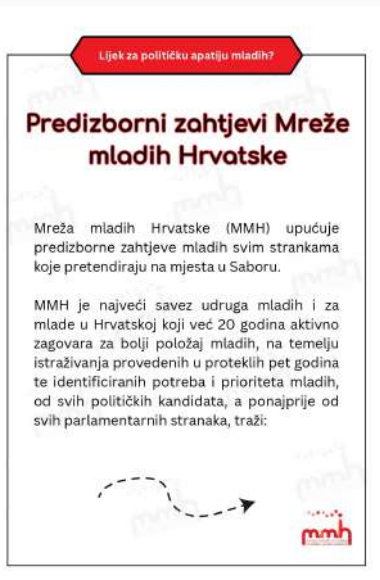 Lijek za političku apatiju mladih?
Predizborni zahtjevi Mreže
mladih Hrvatske
Mreža mladih Hrvatske (MMH) upućuje
predizborne zahtjeve mladih svim strankama
koje pretendiraju na mjesta u Saboru.
MMH je najveći savez udruga mladih i za
mlade u Hrvatskoj koji već 20 godina aktivno
zagovara za bolji položaj mladih, na temelju
istraživanja provedenih u proteklih pet godina
te identificiranih potreba i prioriteta mladih,
od svih političkih kandidata, a ponajprije od
svih parlamentarnih stranaka, traži:
mmh